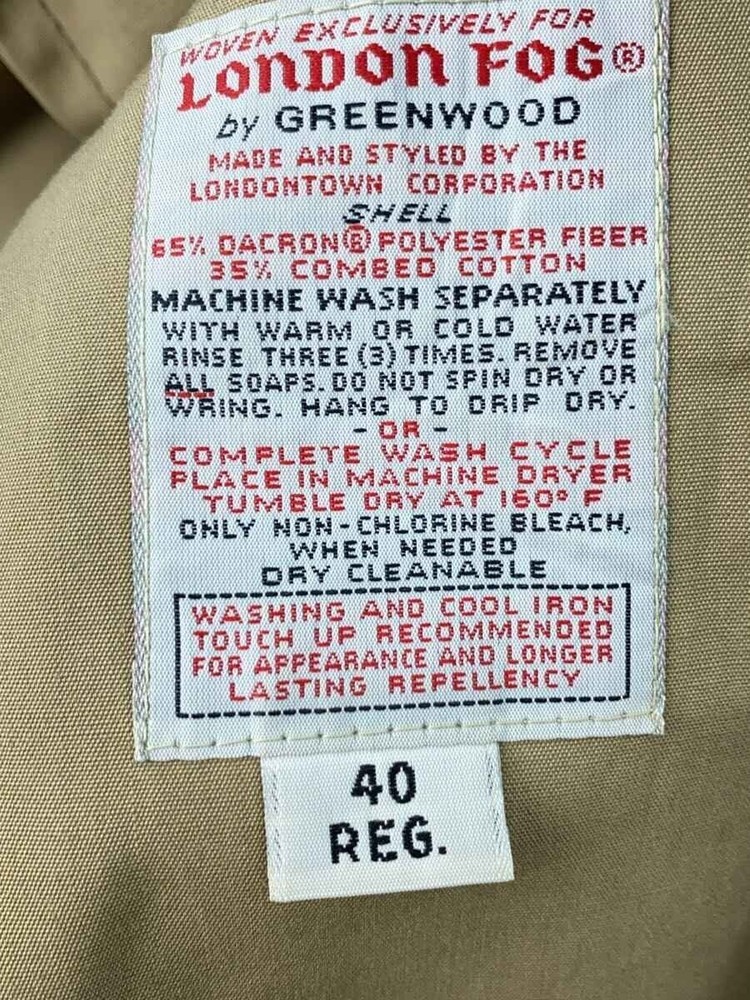 WOVEN EXCLUSIVELY FOR
LONDON FOG®
by GREENWOOD
MADE AND STYLED BY THE
LONDONTOWN CORPORATION
SHELL
65% DACRON® POLYESTER FIBER
35% COMBED COTTON
MACHINE WASH SEPARATELY
WITH WARM OR COLD WATER
RINSE THREE (3) TIMES. REMOVE
ALL SOAPS. DO NOT SPIN DRY OR
WRING. HANG TO DRIP DRY.
- OR -
COMPLETE WASH CYCLE
PLACE IN MACHINE DRYER
TUMBLE DRY AT 160° F
ONLY NON-CHLORINE BLEACH,
WHEN NEEDED
DRY CLEANABLE
WASHING AND COOL IRON
TOUCH UP RECOMMENDED
FOR APPEARANCE AND LONGER
LASTING REPELLENCY
40
REG.